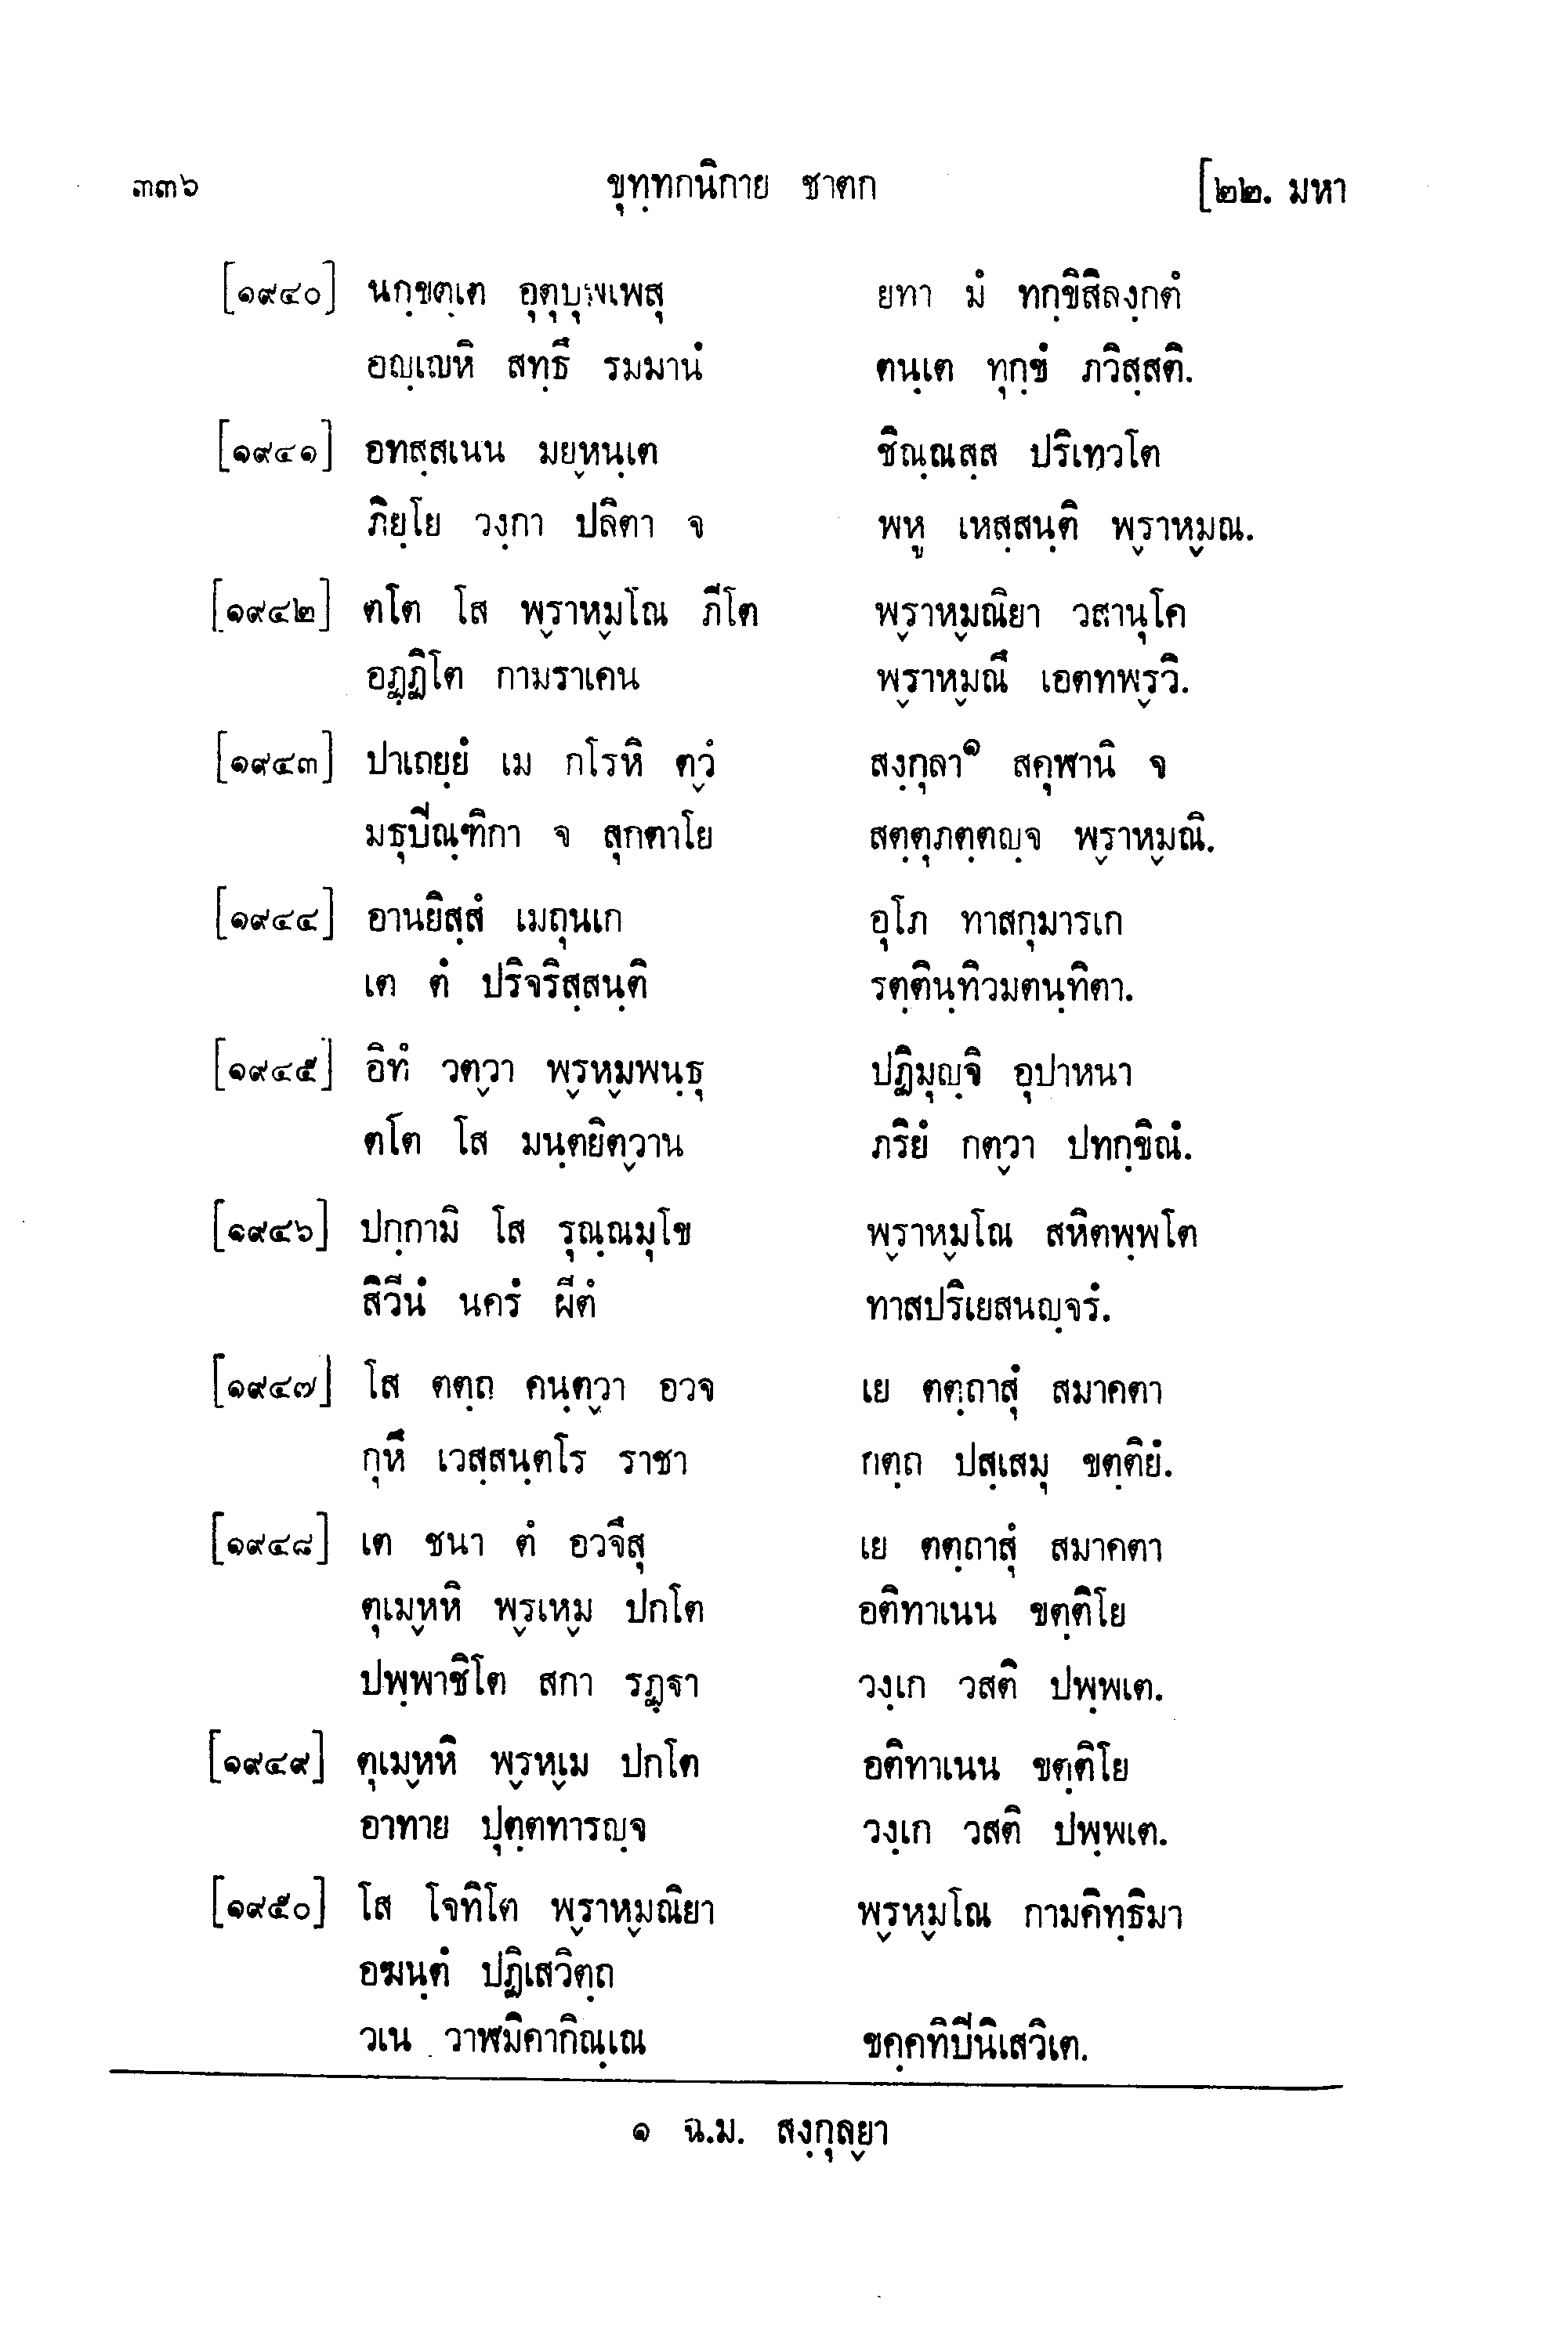 ๓๓๖ ขุทฺทกนิกาย ชาตก [๒๒. มหา
[๑๙๔๐] นกฺขตฺเต อุตุบุพฺเพสุ ยทา มํ ทกฺขิสิลงฺกตํ
อญฺเญหิ สทฺธึ รมมานํ ตนฺเต ทุกฺขํ ภวิสฺสติ.
[๑๙๔๑] อทสฺสเนน มยฺหนฺเต ชิณฺณสฺส ปริเทวโต
ภิยฺโย วงฺกา ปลิตา จ พหู เหสฺสนฺติ พฺราหฺมณ.
[๑๙๔๒] ตโต โส พฺราหฺมโณ ภีโต พฺราหฺมณิยา วสานุโค
อฏฺฏิโต กามราเคน พฺราหฺมณึ เอตทพฺรวิ.
[๑๙๔๓] ปาเถยฺยํ เม กโรหิ ตฺวํ สงฺกุลา๑ สคุฬานิ จ
มธุบีณฺฑิกา จ สุกตาโย สตฺตุภตฺตญฺจ พฺราหฺมณิ.
[๑๙๔๔] อานยิสฺสํ เมถุนเก อุโภ ทาสกุมารเก
เต ตํ ปริจริสฺสนฺติ รตฺตินฺทิวมตนฺทิตา.
[๑๙๔๕] อิทํ วตฺวา พฺรหฺมพนฺธุ ปฏิมุญฺจิ อุปาหนา
ตโต โส มนฺตยิตฺวาน ภริยํ กตฺวา ปทกฺขิณํ.
[๑๙๔๖] ปกฺกามิ โส รุณฺณมุโข พฺราหฺมโณ สหิตพฺพโต
สิวีนํ นครํ ผีตํ ทาสปริเยสนญฺจรํ.
[๑๙๔๗] โส ตตฺถ คนฺตฺวา อวจ เย ตตฺถาสุํ สมาคตา
กุหึ เวสฺสนฺตโร ราชา กตฺถ ปสฺเสมุ ขตฺติยํ.
[๑๙๔๘] เต ชนา ตํ อวจึสุ เย ตตฺถาสุํ สมาคตา
ตุเมฺหหิ พฺรเหฺม ปกโต อติทาเนน ขตฺติโย
ปพฺพาชิโต สกา รฏฺฐา วงฺเก วสติ ปพฺพเต.
[๑๙๔๙] ตุเมฺหหิ พฺรหฺเม ปกโต อติทาเนน ขตฺติโย
อาทาย ปุตฺตทารญฺจ วงฺเก วสติ ปพฺพเต.
[๑๙๕๐] โส โจทิโต พฺราหฺมณิยา พฺรหฺมโณ กามคิทฺธิมา
อฆนฺตํ ปฏิเสวิตฺถ
วเน วาฬมิคากิณฺเณ ขคฺคทิบีนิเสวิเต.
๑ ฉ.ม. สงฺกุลฺยา